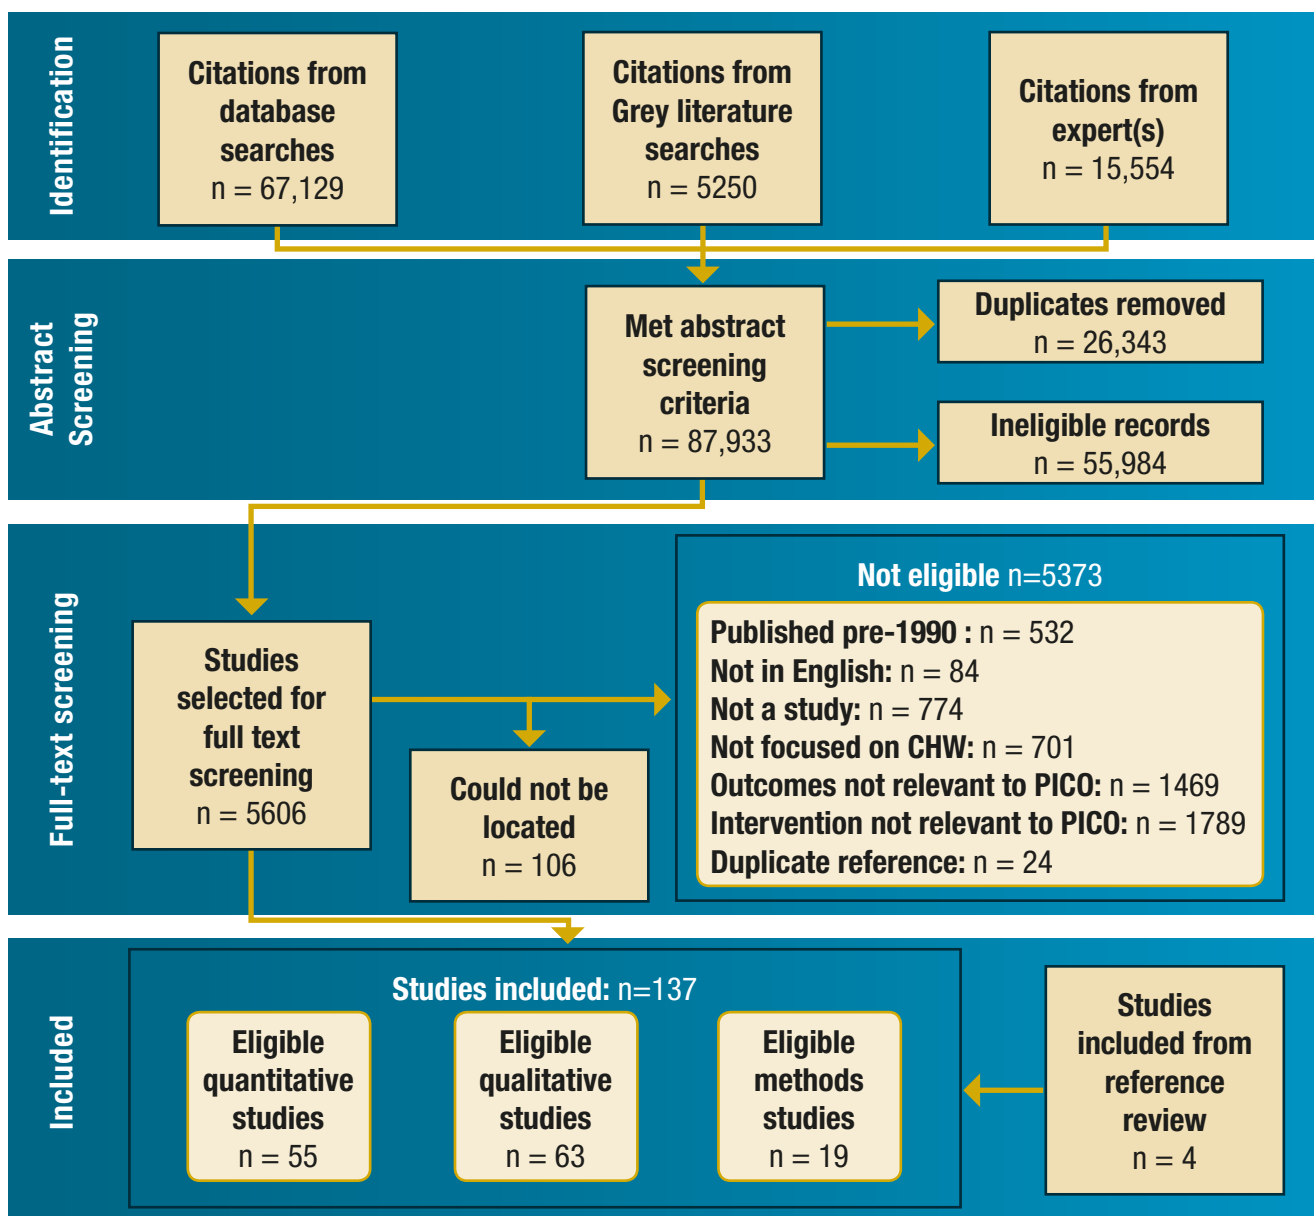 Identification
Citations from
database
searches
n = 67,129
Citations from
Grey literature
searches
n = 5250
Citations from
expert(s)
n = 15,554
Abstract
Screening
Met abstract
screening
criteria
n = 87,933
Duplicates removed
n = 26,343
Ineligible records
n = 55,984
Full-text screening
Studies
selected for
full text
screening
n = 5606
Could not be
located
n = 106
Not eligible n=5373
Published pre-1990 : n = 532
Not in English: n = 84
Not a study: n = 774
Not focused on CHW: n = 701
Outcomes not relevant to PICO: n = 1469
Intervention not relevant to PICO: n = 1789
Duplicate reference: n = 24
Included
Studies included: n=137
Eligible
quantitative
studies
n = 55
Eligible
qualitative
studies
n = 63
Eligible
methods
studies
n = 19
Studies
included from
reference
review
n = 4